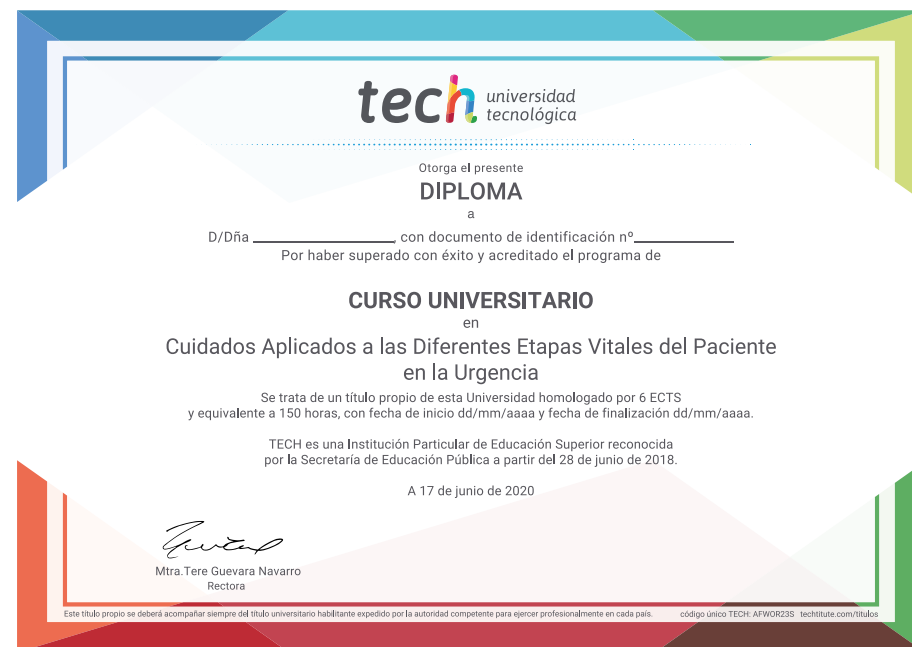 tech universidad
tecnológica
Otorga el presente
DIPLOMA
a
D/Dña ____________, con documento de identificación nº____________
Por haber superado con éxito y acreditado el programa de
CURSO UNIVERSITARIO
en
Cuidados Aplicados a las Diferentes Etapas Vitales del Paciente
en la Urgencia
Se trata de un título propio de esta Universidad homologado por 6 ECTS
y equivalente a 150 horas, con fecha de inicio dd/mm/aaaa y fecha de finalización dd/mm/aaaa.
TECH es una Institución Particular de Educación Superior reconocida
por la Secretaría de Educación Pública a partir del 28 de junio de 2018.
A 17 de junio de 2020
Mtra.Tere Guevara Navarro
Rectora
Este título propio se deberá acompañar siempre del título universitario habilitante expedido por la autoridad competente para ejercer profesionalmente en cada país. código único TECH: AFWOR23S techtitute.com/titulos